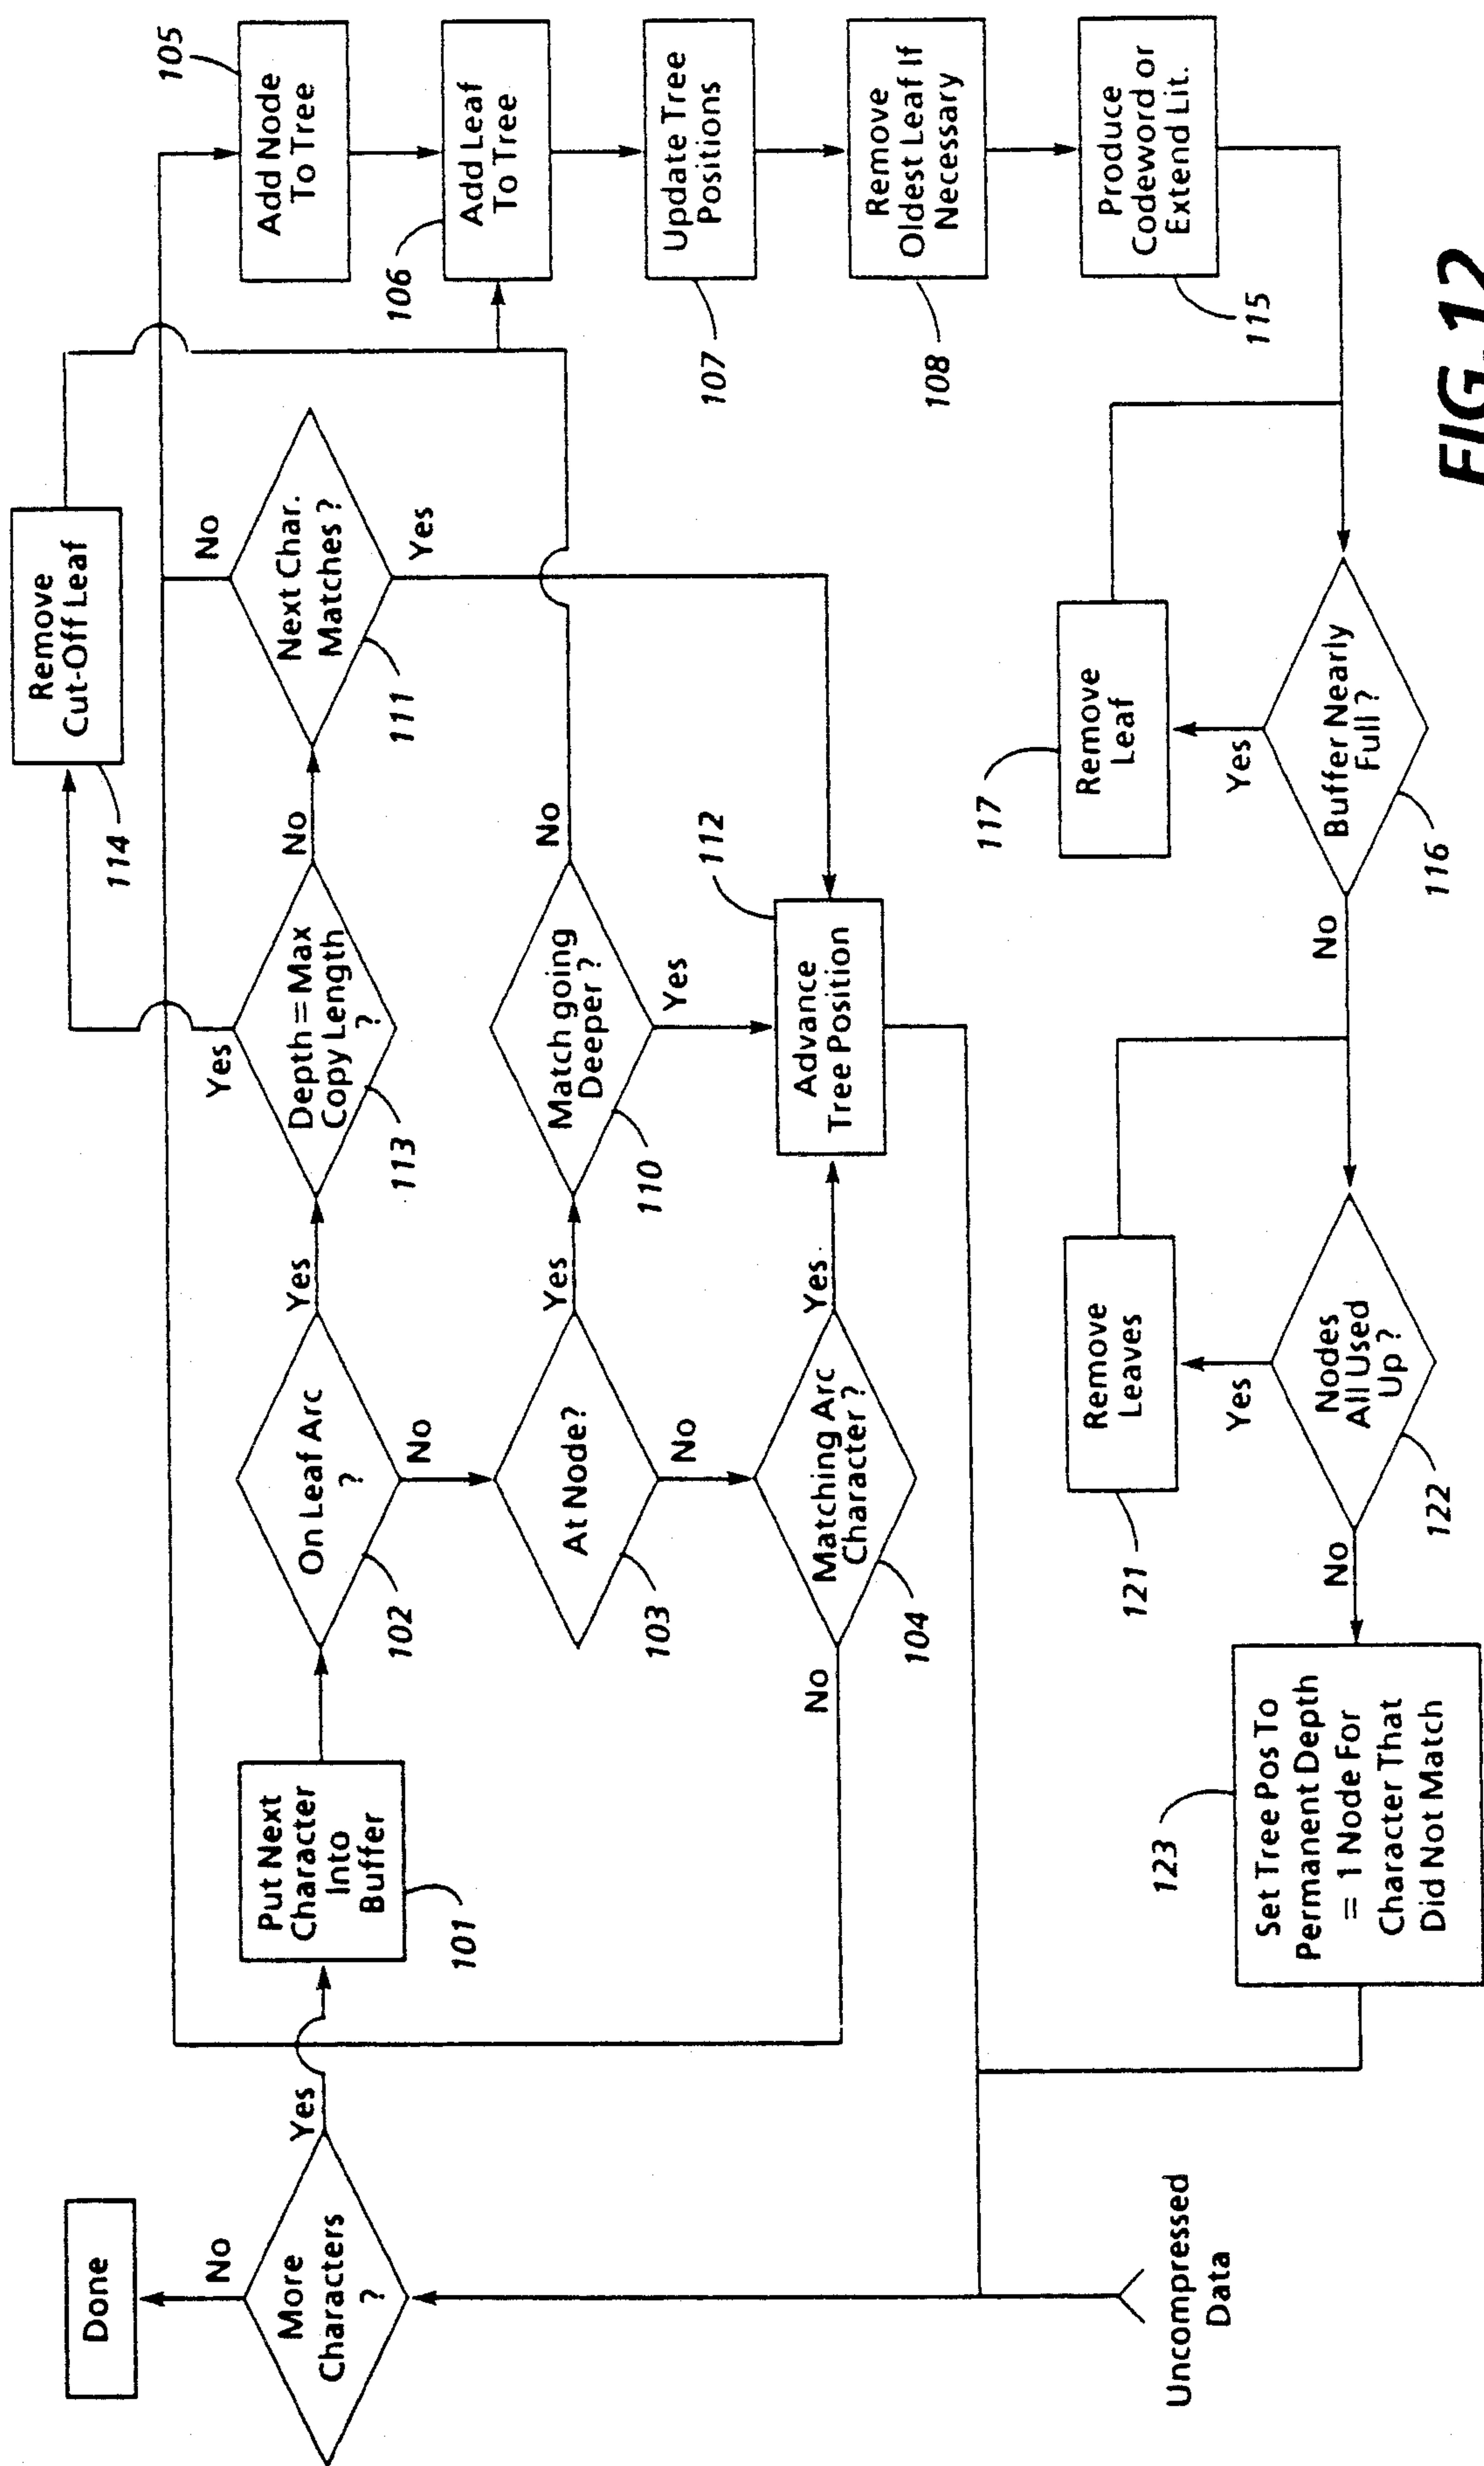 Done
No
More
Characters
?
Yes
Uncompressed
Data
Put Next
Character
Into
Buffer
101
On Leaf Arc
?
102
Yes
No
At Node?
103
Yes
No
Matching Arc
Character ?
104
Yes
No
Depth = Max
Copy Length
?
113
Yes
No
Remove
Cut-Off Leaf
114
Next Char.
Matches ?
111
No
Yes
Match going
Deeper ?
110
No
Yes
Advance
Tree Position
112
Add Node
To Tree
105
Add Leaf
To Tree
106
Update Tree
Positions
107
Remove
Oldest Leaf If
Necessary
108
Produce
Codeword or
Extend Lit.
115
Buffer Nearly
Full ?
116
Yes
No
Remove
Leaf
117
Nodes
All Used
Up ?
122
Yes
No
Remove
Leaves
121
Set Tree Pos To
Permanent Depth
= 1 Node For
Character That
Did Not Match
123
FIG. 12